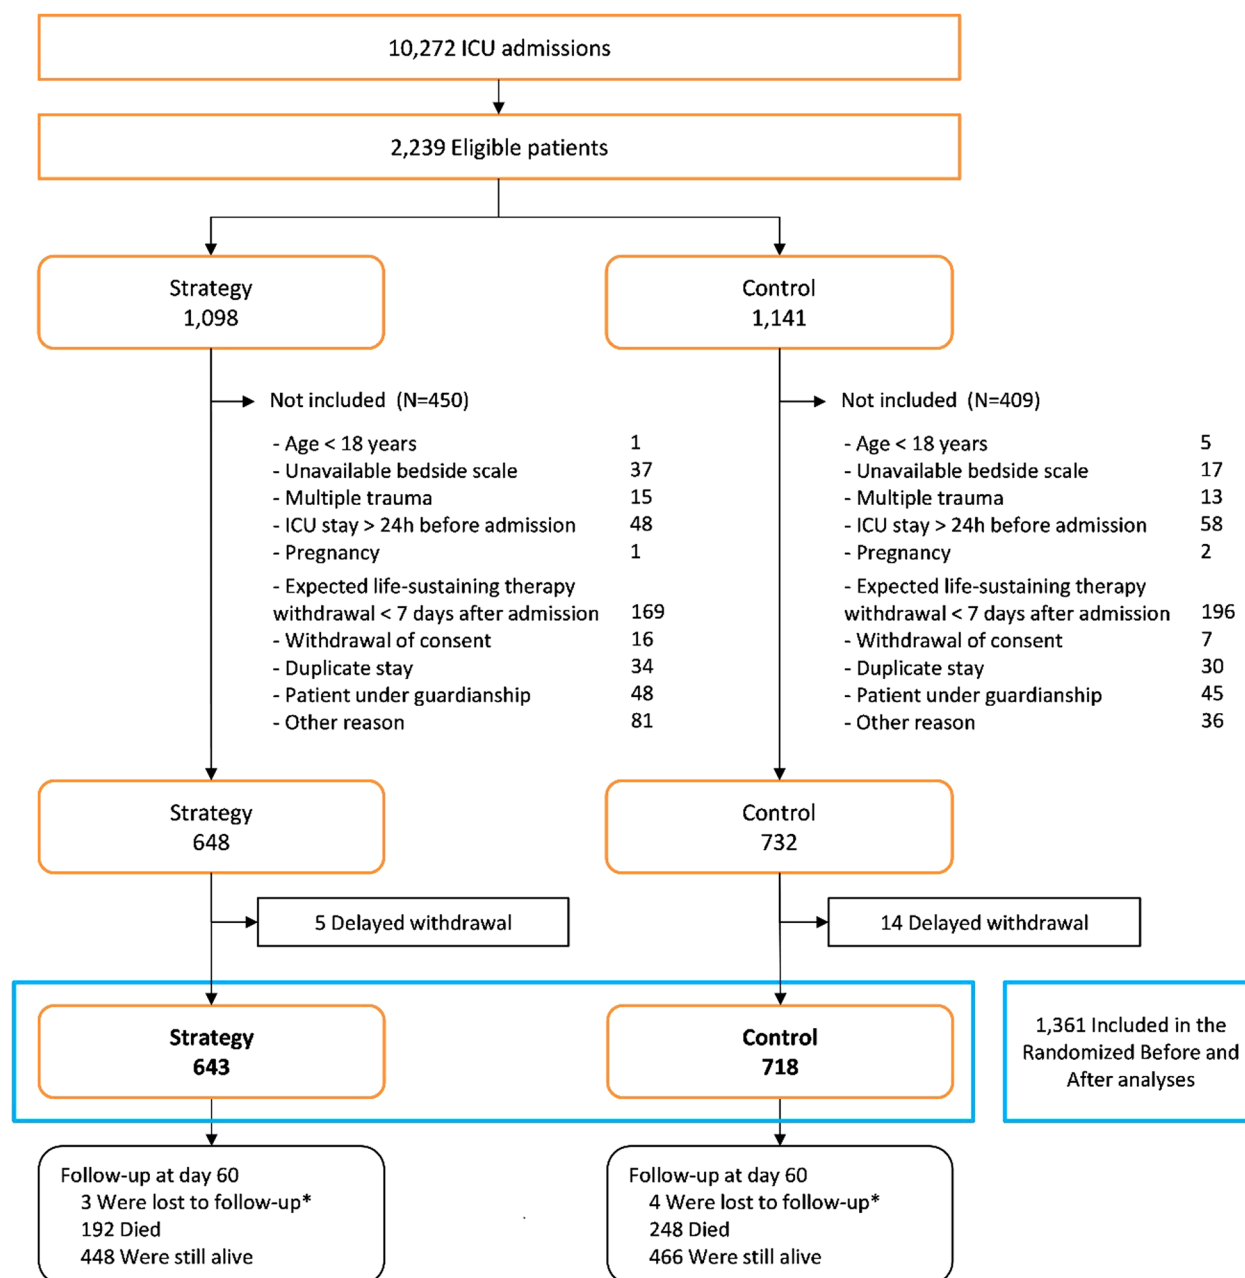 10,272 ICU admissions
2,239 Eligible patients
Strategy
1,098
Control
1,141
Not included (N=450)
- Age < 18 years 1
- Unavailable bedside scale 37
- Multiple trauma 15
- ICU stay > 24h before admission 48
- Pregnancy 1
- Expected life-sustaining therapy
withdrawal < 7 days after admission 169
- Withdrawal of consent 16
- Duplicate stay 34
- Patient under guardianship 48
- Other reason 81
Not included (N=409)
- Age < 18 years 5
- Unavailable bedside scale 17
- Multiple trauma 13
- ICU stay > 24h before admission 58
- Pregnancy 2
- Expected life-sustaining therapy
withdrawal < 7 days after admission 196
- Withdrawal of consent 7
- Duplicate stay 30
- Patient under guardianship 45
- Other reason 36
Strategy
648
Control
732
5 Delayed withdrawal
14 Delayed withdrawal
Strategy
643
Control
718
1,361 Included in the
Randomized Before and
After analyses
Follow-up at day 60
3 Were lost to follow-up*
192 Died
448 Were still alive
Follow-up at day 60
4 Were lost to follow-up*
248 Died
466 Were still alive